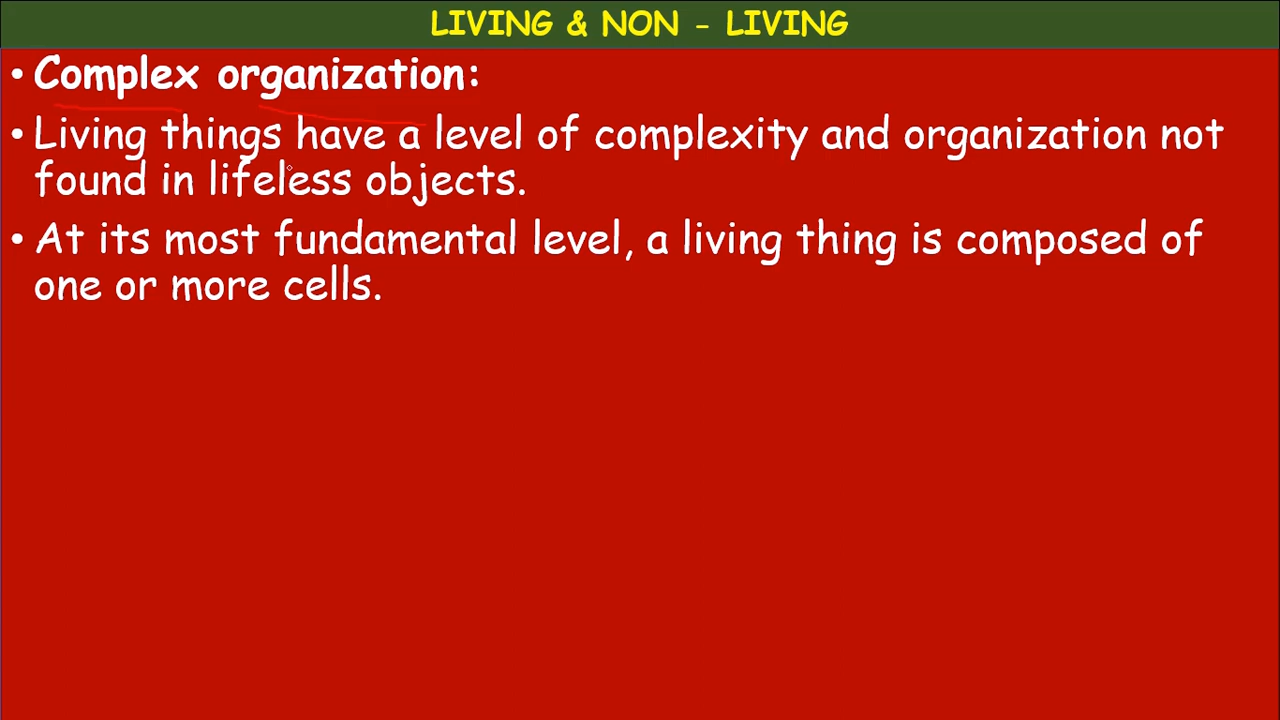 LIVING & NON - LIVING
• Complex organization:
• Living things have a level of complexity and organization not
found in lifeless objects.
• At its most fundamental level, a living thing is composed of
one or more cells.